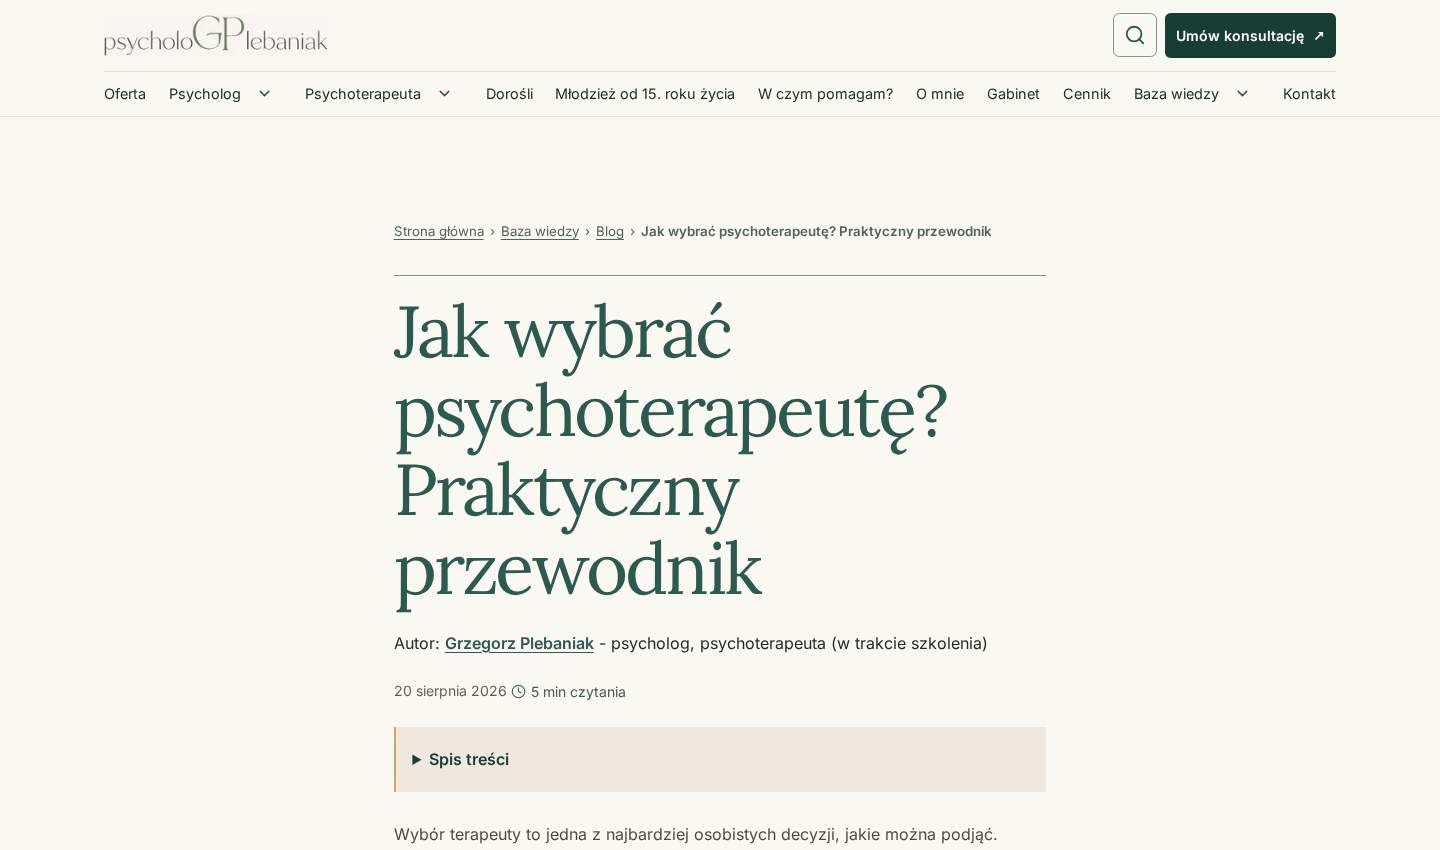 psycholoGPlebaniak
Umów konsultację ↗
Oferta Psycholog Psychoterapeuta Dorośli Młodzież od 15. roku życia W czym pomagam? O mnie Gabinet Cennik Baza wiedzy Kontakt
Strona główna › Baza wiedzy › Blog › Jak wybrać psychoterapeutę? Praktyczny przewodnik
Jak wybrać
psychoterapeutę?
Praktyczny
przewodnik
Autor: Grzegorz Plebaniak - psycholog, psychoterapeuta (w trakcie szkolenia)
20 sierpnia 2026 5 min czytania
Spis treści
Wybór terapeuty to jedna z najbardziej osobistych decyzji, jakie można podjąć.